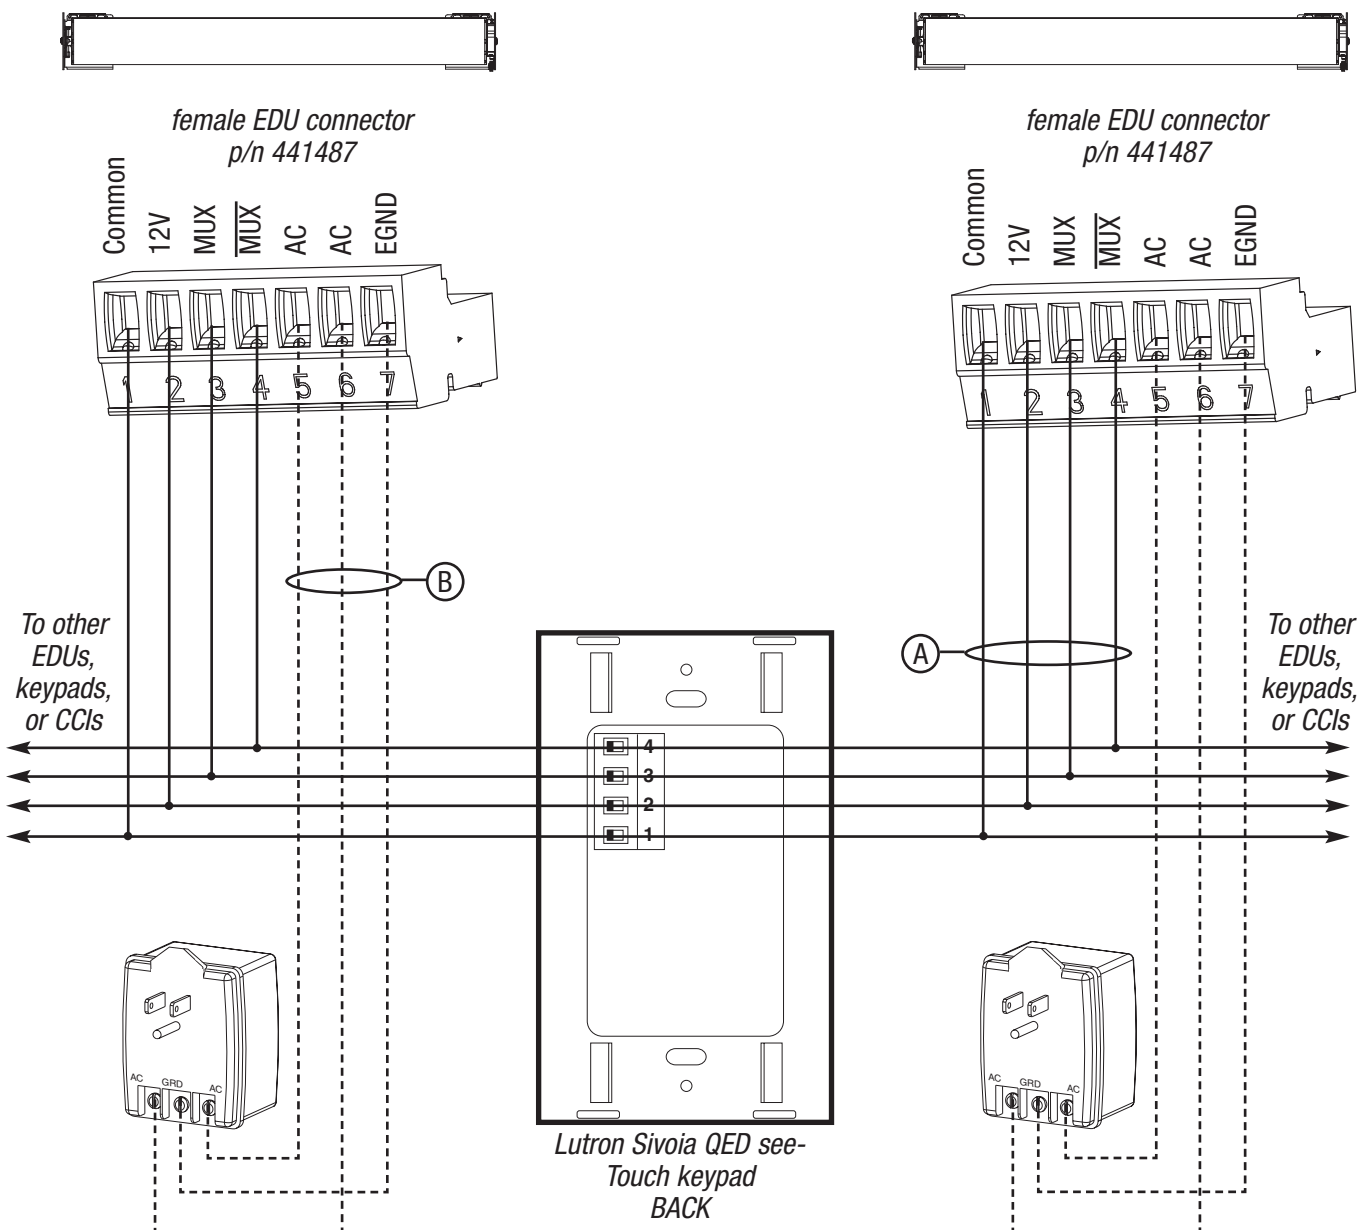 female EDU connector
p/n 441487
female EDU connector
p/n 441487
Common
12V
MUX
MUX
AC
AC
EGND
Common
12V
MUX
MUX
AC
AC
EGND
1 2 3 4 5 6 7
1 2 3 4 5 6 7
B
A
To other
EDUs,
keypads,
or CCIs
To other
EDUs,
keypads,
or CCIs
4
3
2
1
AC GRD AC
AC GRD AC
Lutron Sivoia QED see-
Touch keypad
BACK